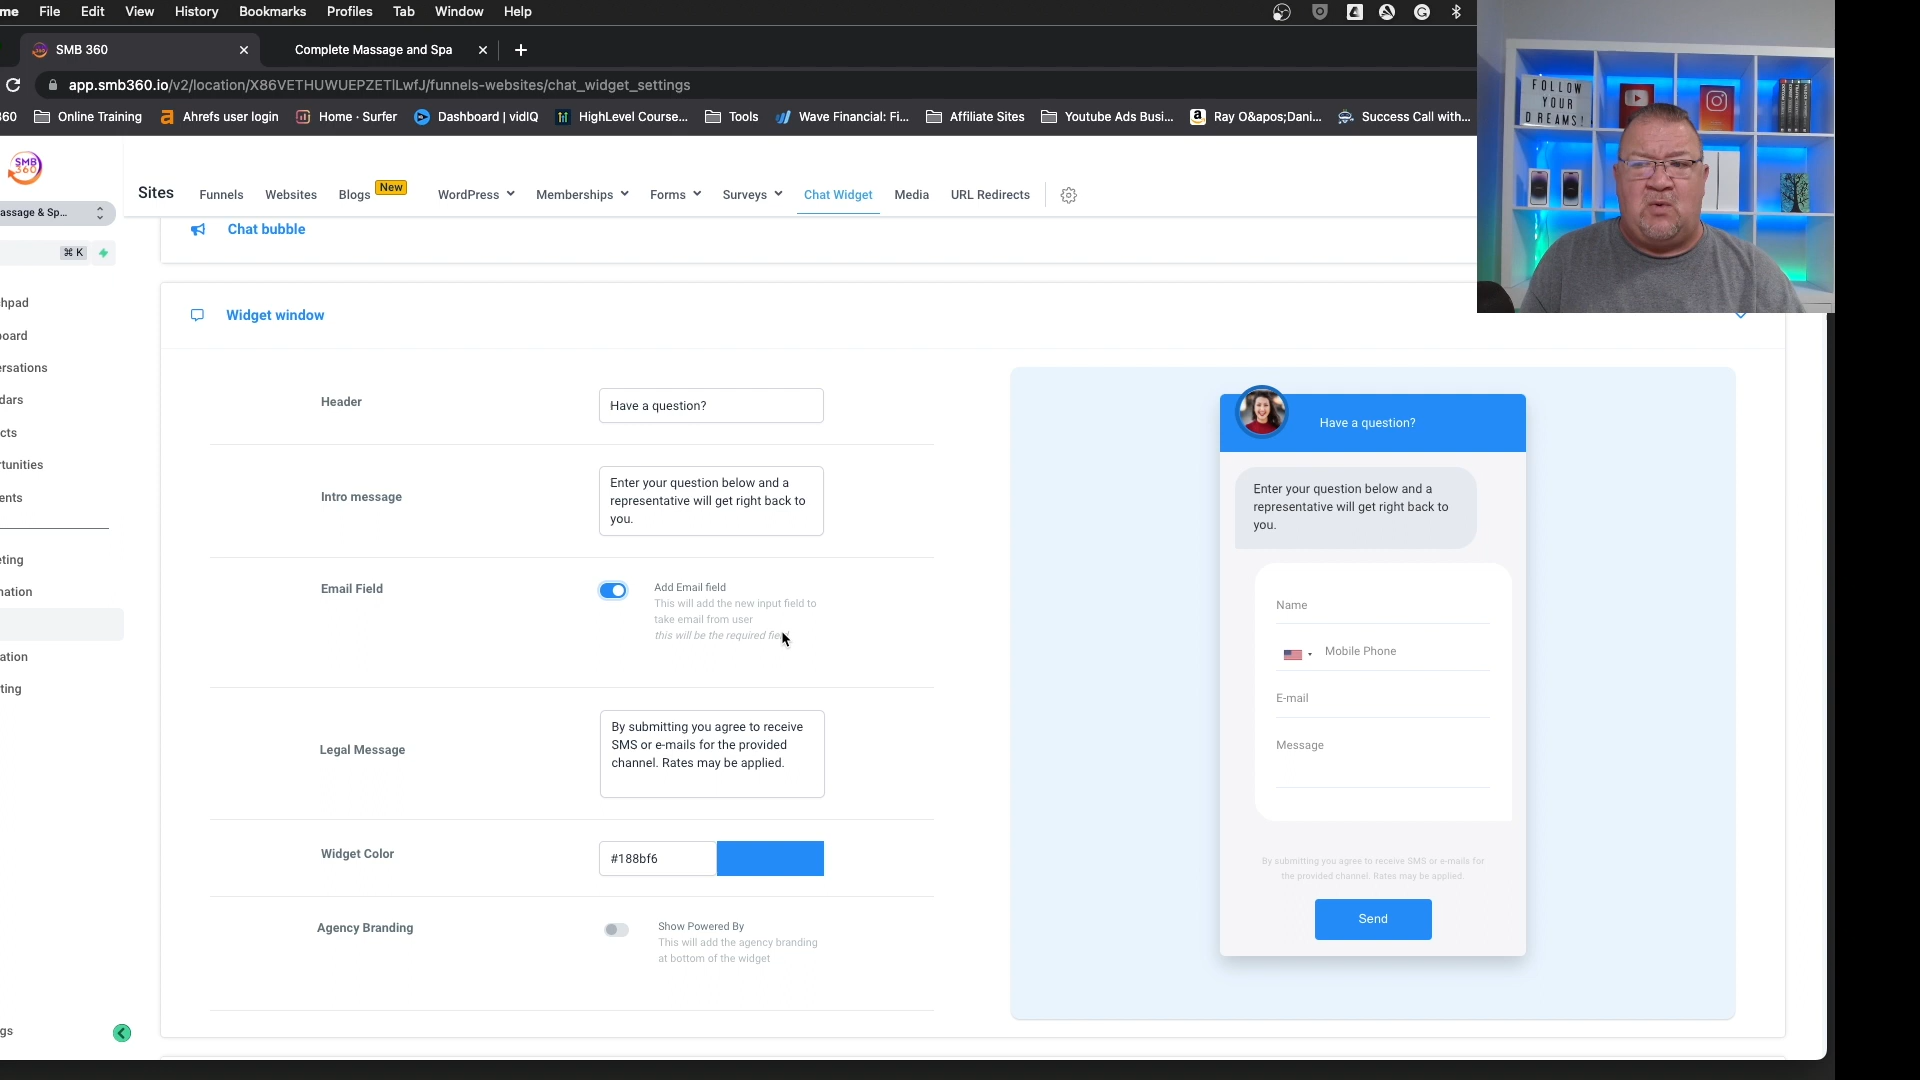 me File Edit View History Bookmarks Profiles Tab Window Help
SMB 360
Complete Massage and Spa
app.smb360.io/v2/location/X86VETHUWUEPZETlLwfJ/funnels-websites/chat_widget_settings
360 Online Training Ahrefs user login Home · Surfer Dashboard | vidIQ HighLevel Course... Tools Wave Financial: Fi... Affiliate Sites Youtube Ads Busi... Ray O&apos;Dani... Success Call with...
FOLLOW
YOUR
DREAMS!
SMB
360
Sites Funnels Websites Blogs New WordPress Memberships Forms Surveys Chat Widget Media URL Redirects
assage & Sp...
⌘ K
hpad
oard
ersations
dars
cts
rtunities
ents
eting
nation
ation
ting
gs
Chat bubble
Widget window
Header
Have a question?
Intro message
Enter your question below and a
representative will get right back to
you.
Email Field
Add Email field
This will add the new input field to
take email from user
this will be the required
Legal Message
By submitting you agree to receive
SMS or e-mails for the provided
channel. Rates may be applied.
Widget Color
#188bf6
Agency Branding
Show Powered By
This will add the agency branding
at bottom of the widget
Have a question?
Enter your question below and a
representative will get right back to
you.
Name
Mobile Phone
E-mail
Message
By submitting you agree to receive SMS or e-mails for
the provided channel. Rates may be applied.
Send